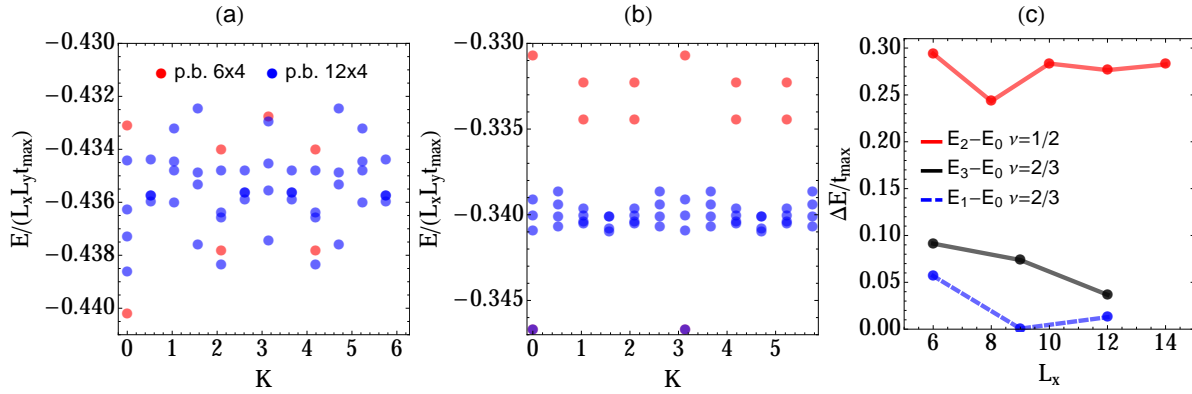 (a)
−0.430
−0.432
−0.434
−0.436
−0.438
−0.440
E/(LxLytmax)
p.b. 6x4
p.b. 12x4
0 1 2 3 4 5 6
K
(b)
−0.330
−0.335
−0.340
−0.345
E/(LxLytmax)
0 1 2 3 4 5
K
(c)
0.30
0.25
0.20
0.15
0.10
0.05
0.00
ΔE/tmax
E2−E0 ν=1/2
E3−E0 ν=2/3
E1−E0 ν=2/3
6 8 10 12 14
Lx